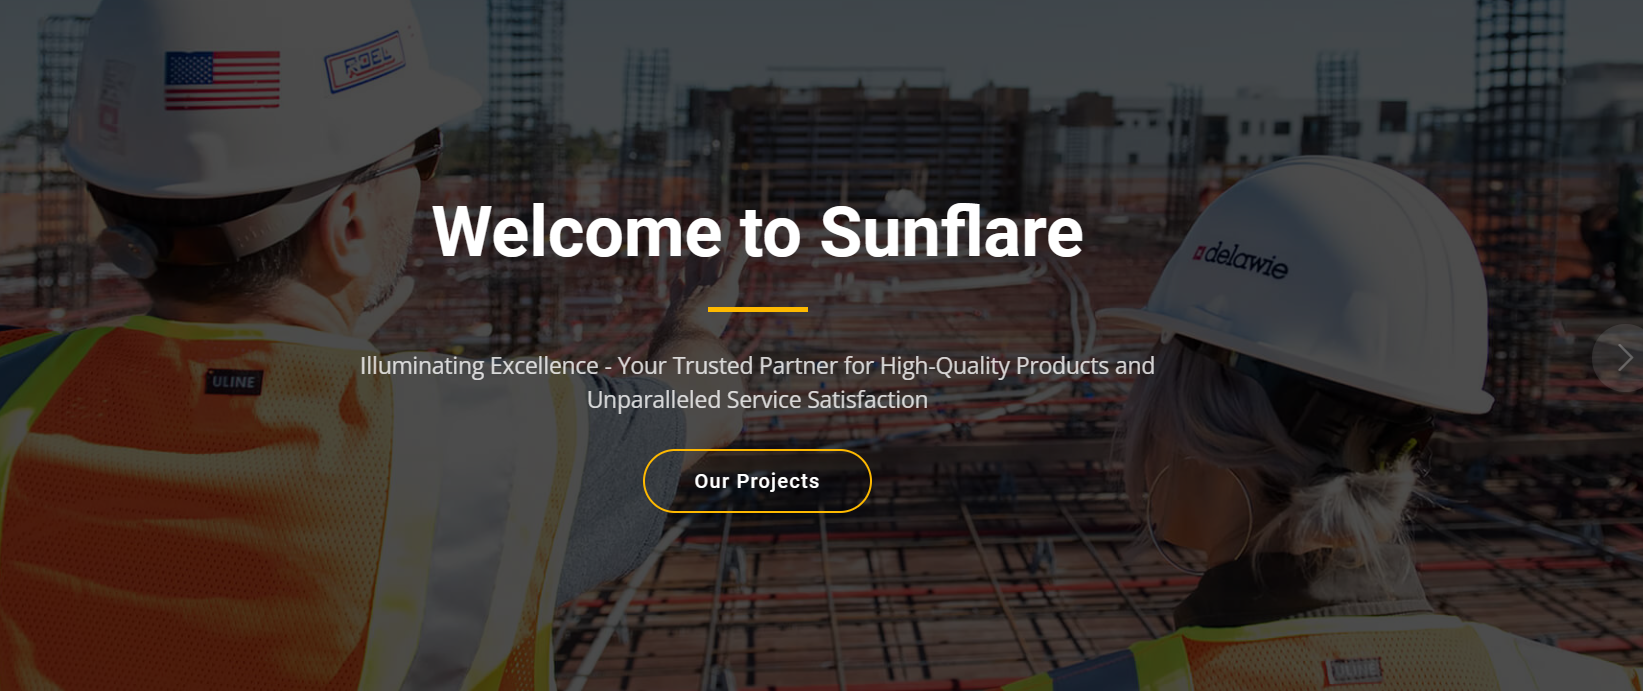 ROEL
Welcome to Sunflare
delawie
Illuminating Excellence - Your Trusted Partner for High-Quality Products and
Unparalleled Service Satisfaction
ULINE
Our Projects
ULINE